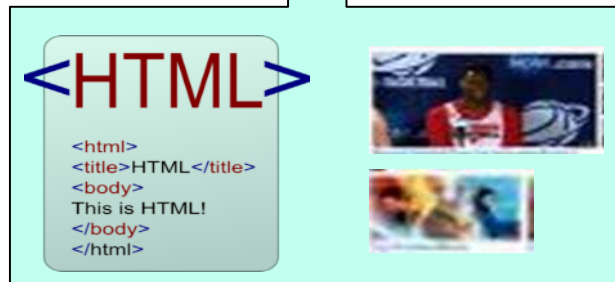 <HTML>
<html>
<title>HTML</title>
<body>
This is HTML!
</body>
</html>